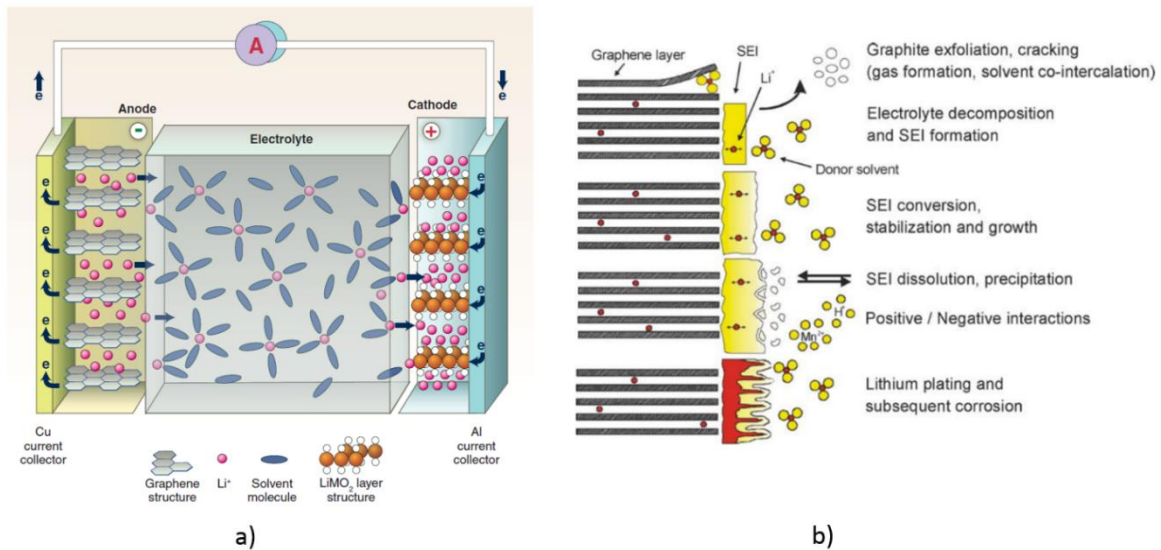 A
e
e
Anode
-
Cathode
+
Electrolyte
e
e
e
e
e
e
e
e
e
e
Cu
current
collector
Al
current
collector
Graphene
structure
Li⁺
Solvent
molecule
LiMO₂ layer
structure
a)
Graphene layer
SEI
Li⁺
Donor solvent
Graphite exfoliation, cracking
(gas formation, solvent co-intercalation)
Electrolyte decomposition
and SEI formation
SEI conversion,
stabilization and growth
SEI dissolution, precipitation
H⁺
Mn²⁺
Positive / Negative interactions
Lithium plating and
subsequent corrosion
b)